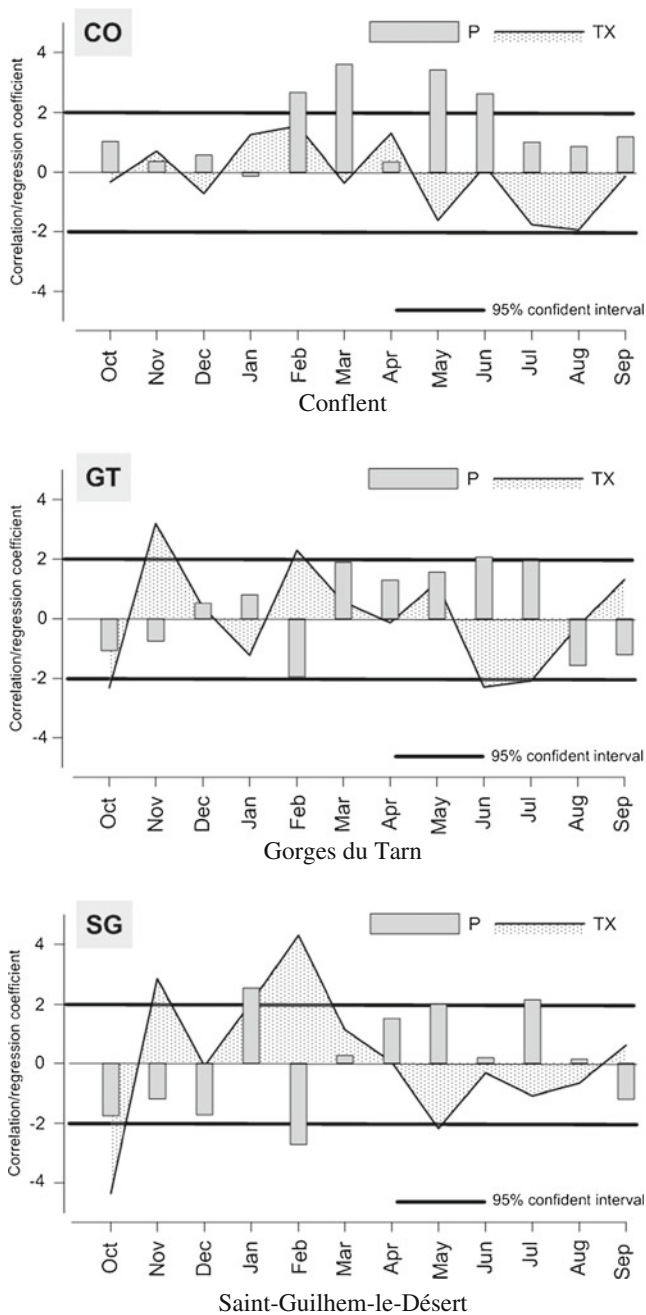 CO
P TX
Correlation/regression coefficient
4
2
0
-2
-4
95% confident interval
Oct Nov Dec Jan Feb Mar Apr May Jun Jul Aug Sep
Conflent
GT
P TX
Correlation/regression coefficient
4
2
0
-2
-4
95% confident interval
Oct Nov Dec Jan Feb Mar Apr May Jun Jul Aug Sep
Gorges du Tarn
SG
P TX
Correlation/regression coefficient
4
2
0
-2
-4
95% confident interval
Oct Nov Dec Jan Feb Mar Apr May Jun Jul Aug Sep
Saint-Guilhem-le-Désert